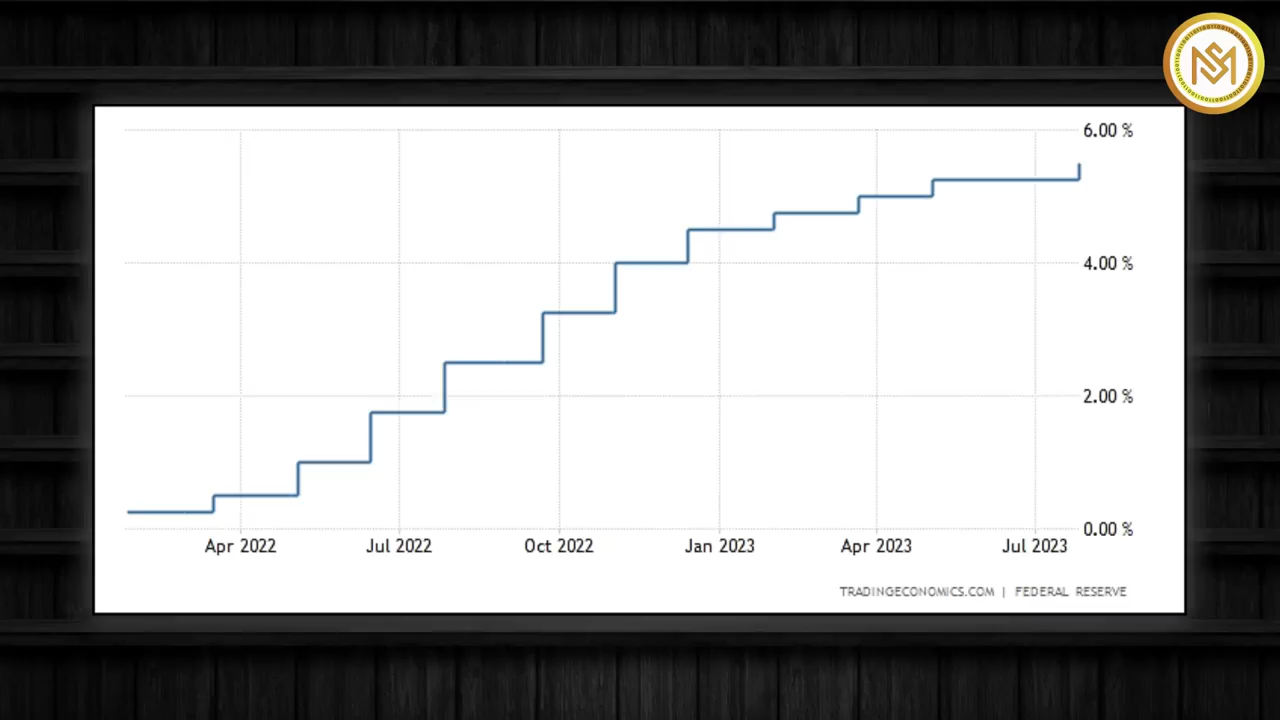 6.00 %
4.00 %
2.00 %
0.00 %
Apr 2022 Jul 2022 Oct 2022 Jan 2023 Apr 2023 Jul 2023
TRADINGECONOMICS.COM | FEDERAL RESERVE